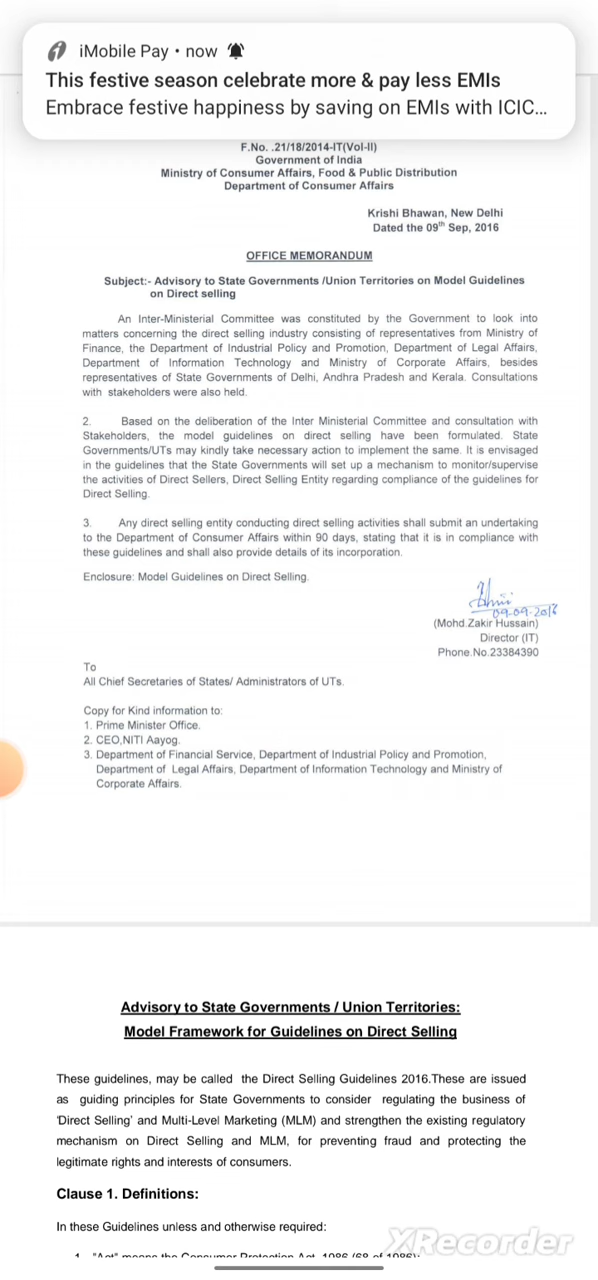 iMobile Pay • now
This festive season celebrate more & pay less EMIs
Embrace festive happiness by saving on EMIs with ICIC...
F.No. .21/18/2014-IT(Vol-II)
Government of India
Ministry of Consumer Affairs, Food & Public Distribution
Department of Consumer Affairs
Krishi Bhawan, New Delhi
Dated the 09th Sep, 2016
OFFICE MEMORANDUM
Subject:- Advisory to State Governments /Union Territories on Model Guidelines
on Direct selling
An Inter-Ministerial Committee was constituted by the Government to look into
matters concerning the direct selling industry consisting of representatives from Ministry of
Finance, the Department of Industrial Policy and Promotion, Department of Legal Affairs,
Department of Information Technology and Ministry of Corporate Affairs, besides
representatives of State Governments of Delhi, Andhra Pradesh and Kerala. Consultations
with stakeholders were also held.
2. Based on the deliberation of the Inter Ministerial Committee and consultation with
Stakeholders, the model guidelines on direct selling have been formulated. State
Governments/UTs may kindly take necessary action to implement the same. It is envisaged
in the guidelines that the State Governments will set up a mechanism to monitor/supervise
the activities of Direct Sellers, Direct Selling Entity regarding compliance of the guidelines for
Direct Selling.
3. Any direct selling entity conducting direct selling activities shall submit an undertaking
to the Department of Consumer Affairs within 90 days, stating that it is in compliance with
these guidelines and shall also provide details of its incorporation.
Enclosure: Model Guidelines on Direct Selling.
09-09-2016
(Mohd.Zakir Hussain)
Director (IT)
Phone.No.23384390
To
All Chief Secretaries of States/ Administrators of UTs.
Copy for Kind information to:
1. Prime Minister Office.
2. CEO,NITI Aayog.
3. Department of Financial Service, Department of Industrial Policy and Promotion,
Department of Legal Affairs, Department of Information Technology and Ministry of
Corporate Affairs.
Advisory to State Governments / Union Territories:
Model Framework for Guidelines on Direct Selling
These guidelines, may be called the Direct Selling Guidelines 2016.These are issued
as guiding principles for State Governments to consider regulating the business of
'Direct Selling' and Multi-Level Marketing (MLM) and strengthen the existing regulatory
mechanism on Direct Selling and MLM, for preventing fraud and protecting the
legitimate rights and interests of consumers.
Clause 1. Definitions:
In these Guidelines unless and otherwise required:
1. "Act" means the Consumer Protection Act, 1986 (68 of 1986);
XRecorder